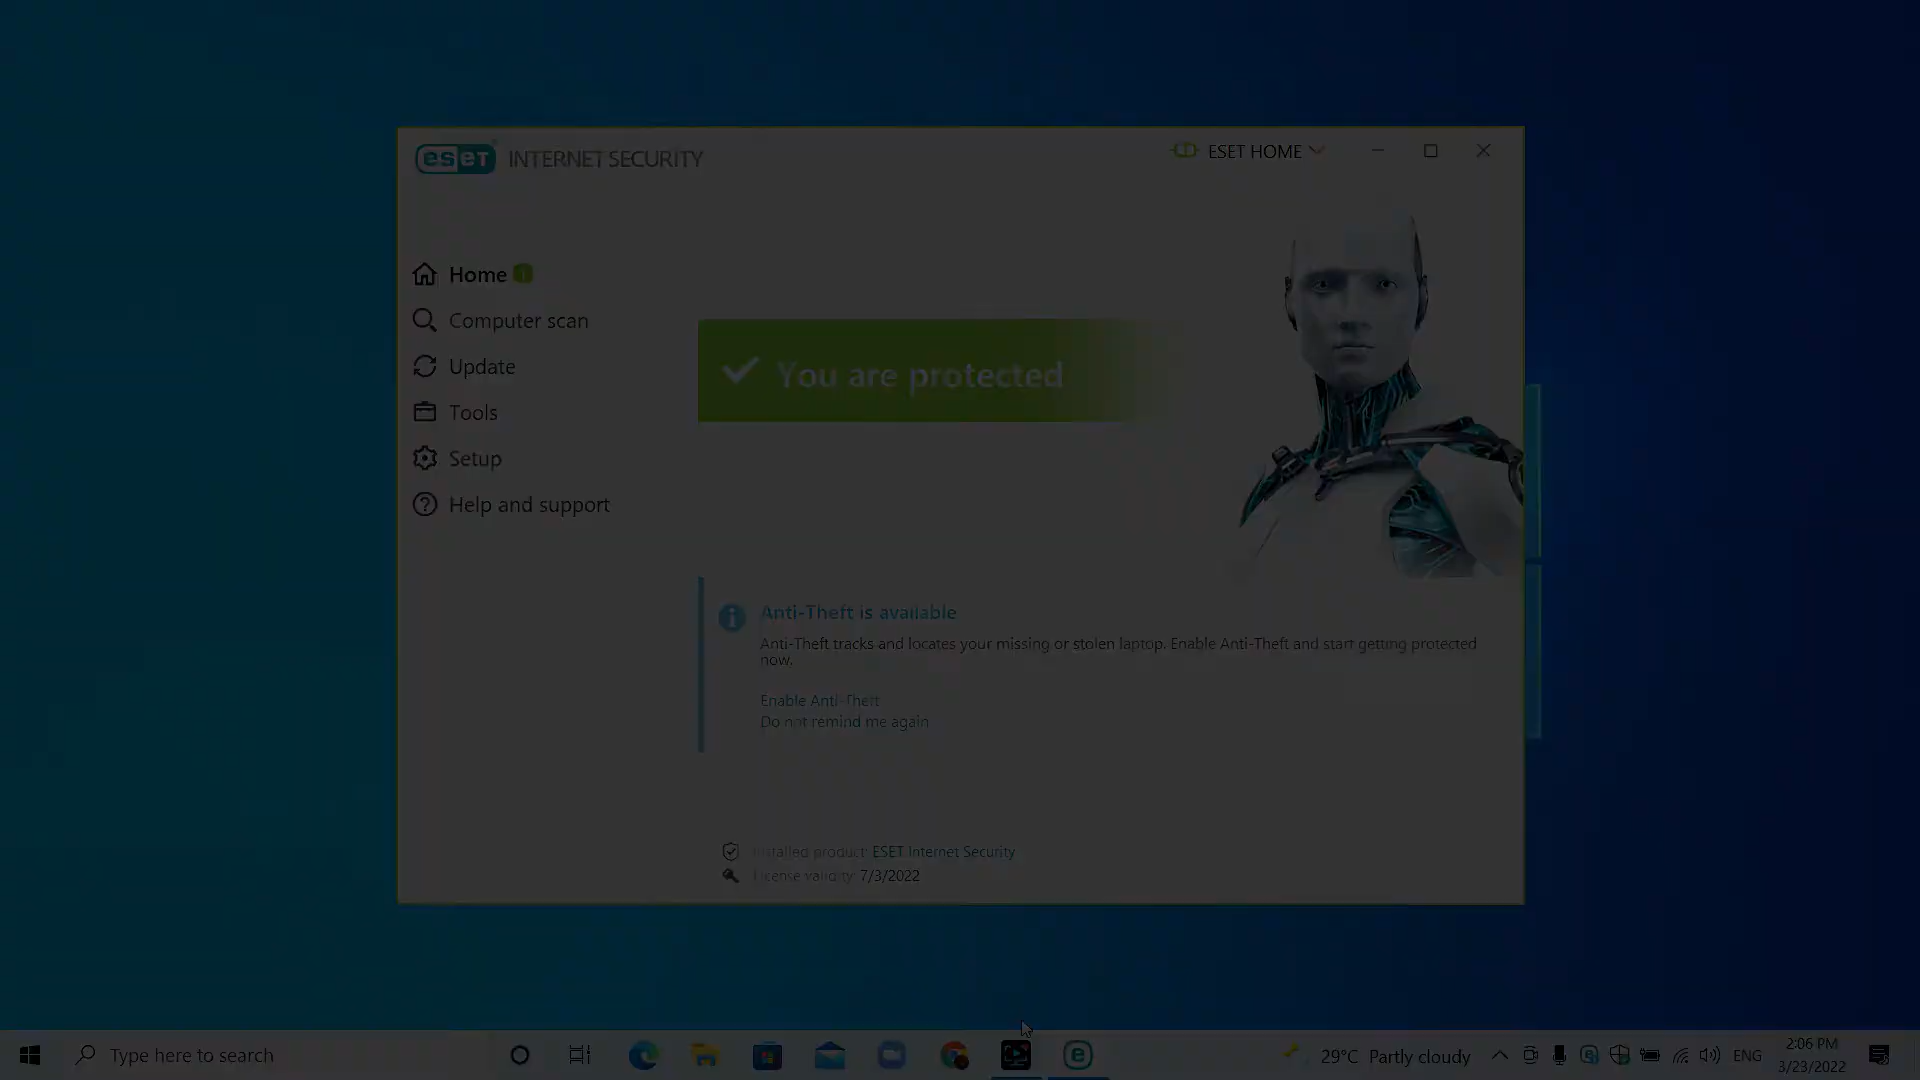 eset INTERNET SECURITY
ESET HOME
Home
Computer scan
Update
Tools
Setup
Help and support
You are protected
Anti-Theft is available
Anti-Theft tracks and locates your missing or stolen laptop. Enable Anti-Theft and start getting protected
now.
Enable Anti-Theft
Do not remind me again
Installed product: ESET Internet Security
License validity: 7/3/2022
Type here to search
29°C Partly cloudy
ENG
2:06 PM
3/23/2022